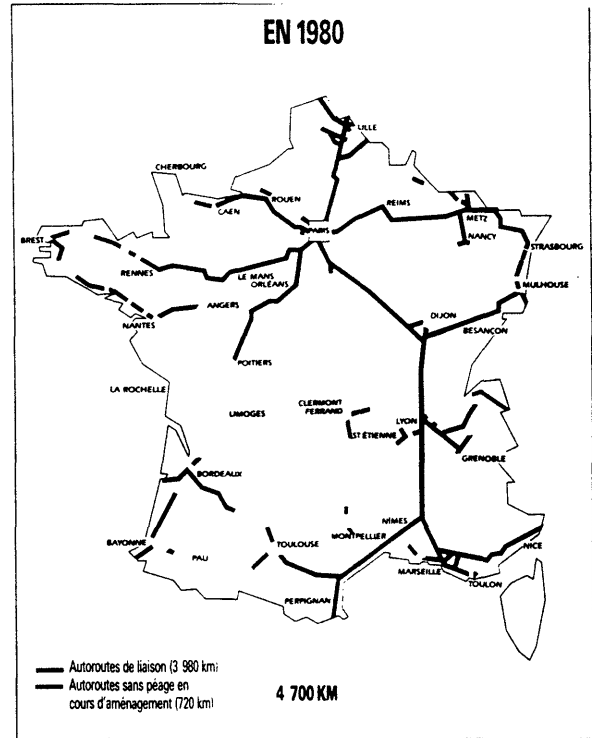 EN 1980
LILLE
CHERBOURG
ROUEN
REIMS
CAEN
PARIS
METZ
NANCY
BREST
STRASBOURG
RENNES
LE MANS
ORLÉANS
MULHOUSE
ANGERS
DIJON
NANTES
BESANÇON
POITIERS
LA ROCHELLE
CLERMONT
FERRAND
LIMOGES
LYON
ST ÉTIENNE
GRENOBLE
BORDEAUX
NÎMES
MONTPELLIER
BAYONNE
TOULOUSE
NICE
PAU
MARSEILLE
TOULON
PERPIGNAN
Autoroutes de liaison (3 980 km)
Autoroutes sans péage en
cours d'aménagement (720 km)
4 700 KM